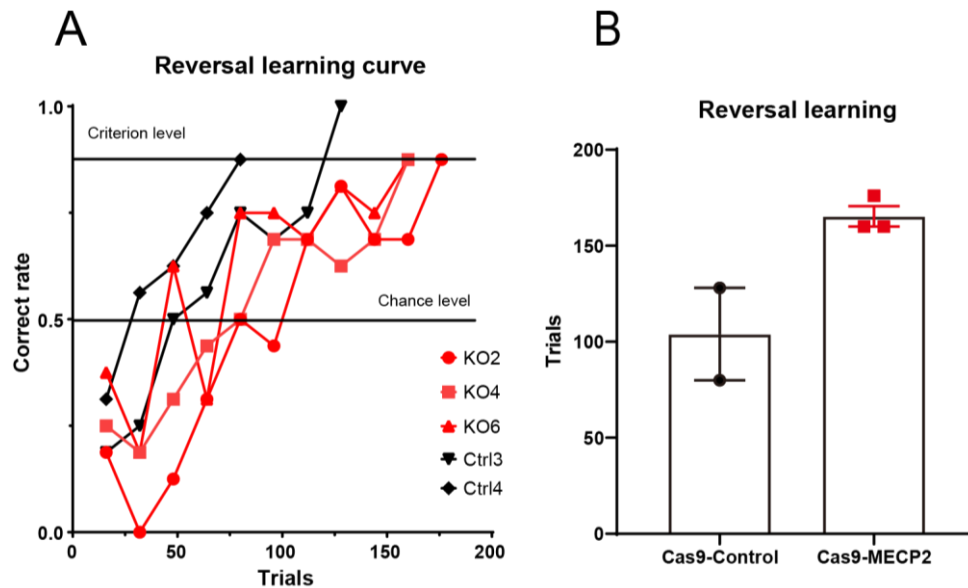 A
Reversal learning curve
Correct rate
1.0
0.5
0.0
Criterion level
Chance level
KO2
KO4
KO6
Ctrl3
Ctrl4
0 50 100 150 200
Trials
B
Reversal learning
Trials
200
150
100
50
0
Cas9-Control Cas9-MECP2